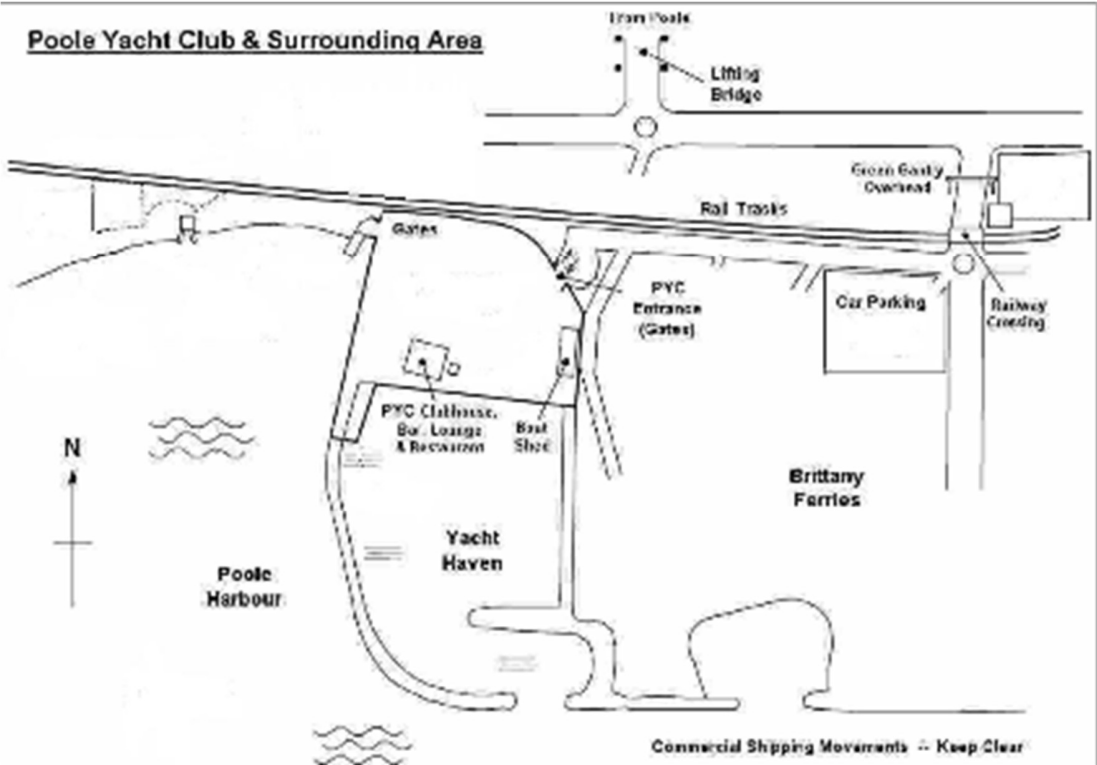 Poole Yacht Club & Surrounding Area
from Poole
Lifting
Bridge
Green Gantry
Overhead
Rail Tracks
Gates
PYC
Entrance
(Gates)
Car Parking
Railway
Crossing
PYC Clubhouse,
Bar, Lounge
& Restaurant
Boat
Shed
N
Brittany
Ferries
Yacht
Haven
Poole
Harbour
Commercial Shipping Movements ∴ Keep Clear